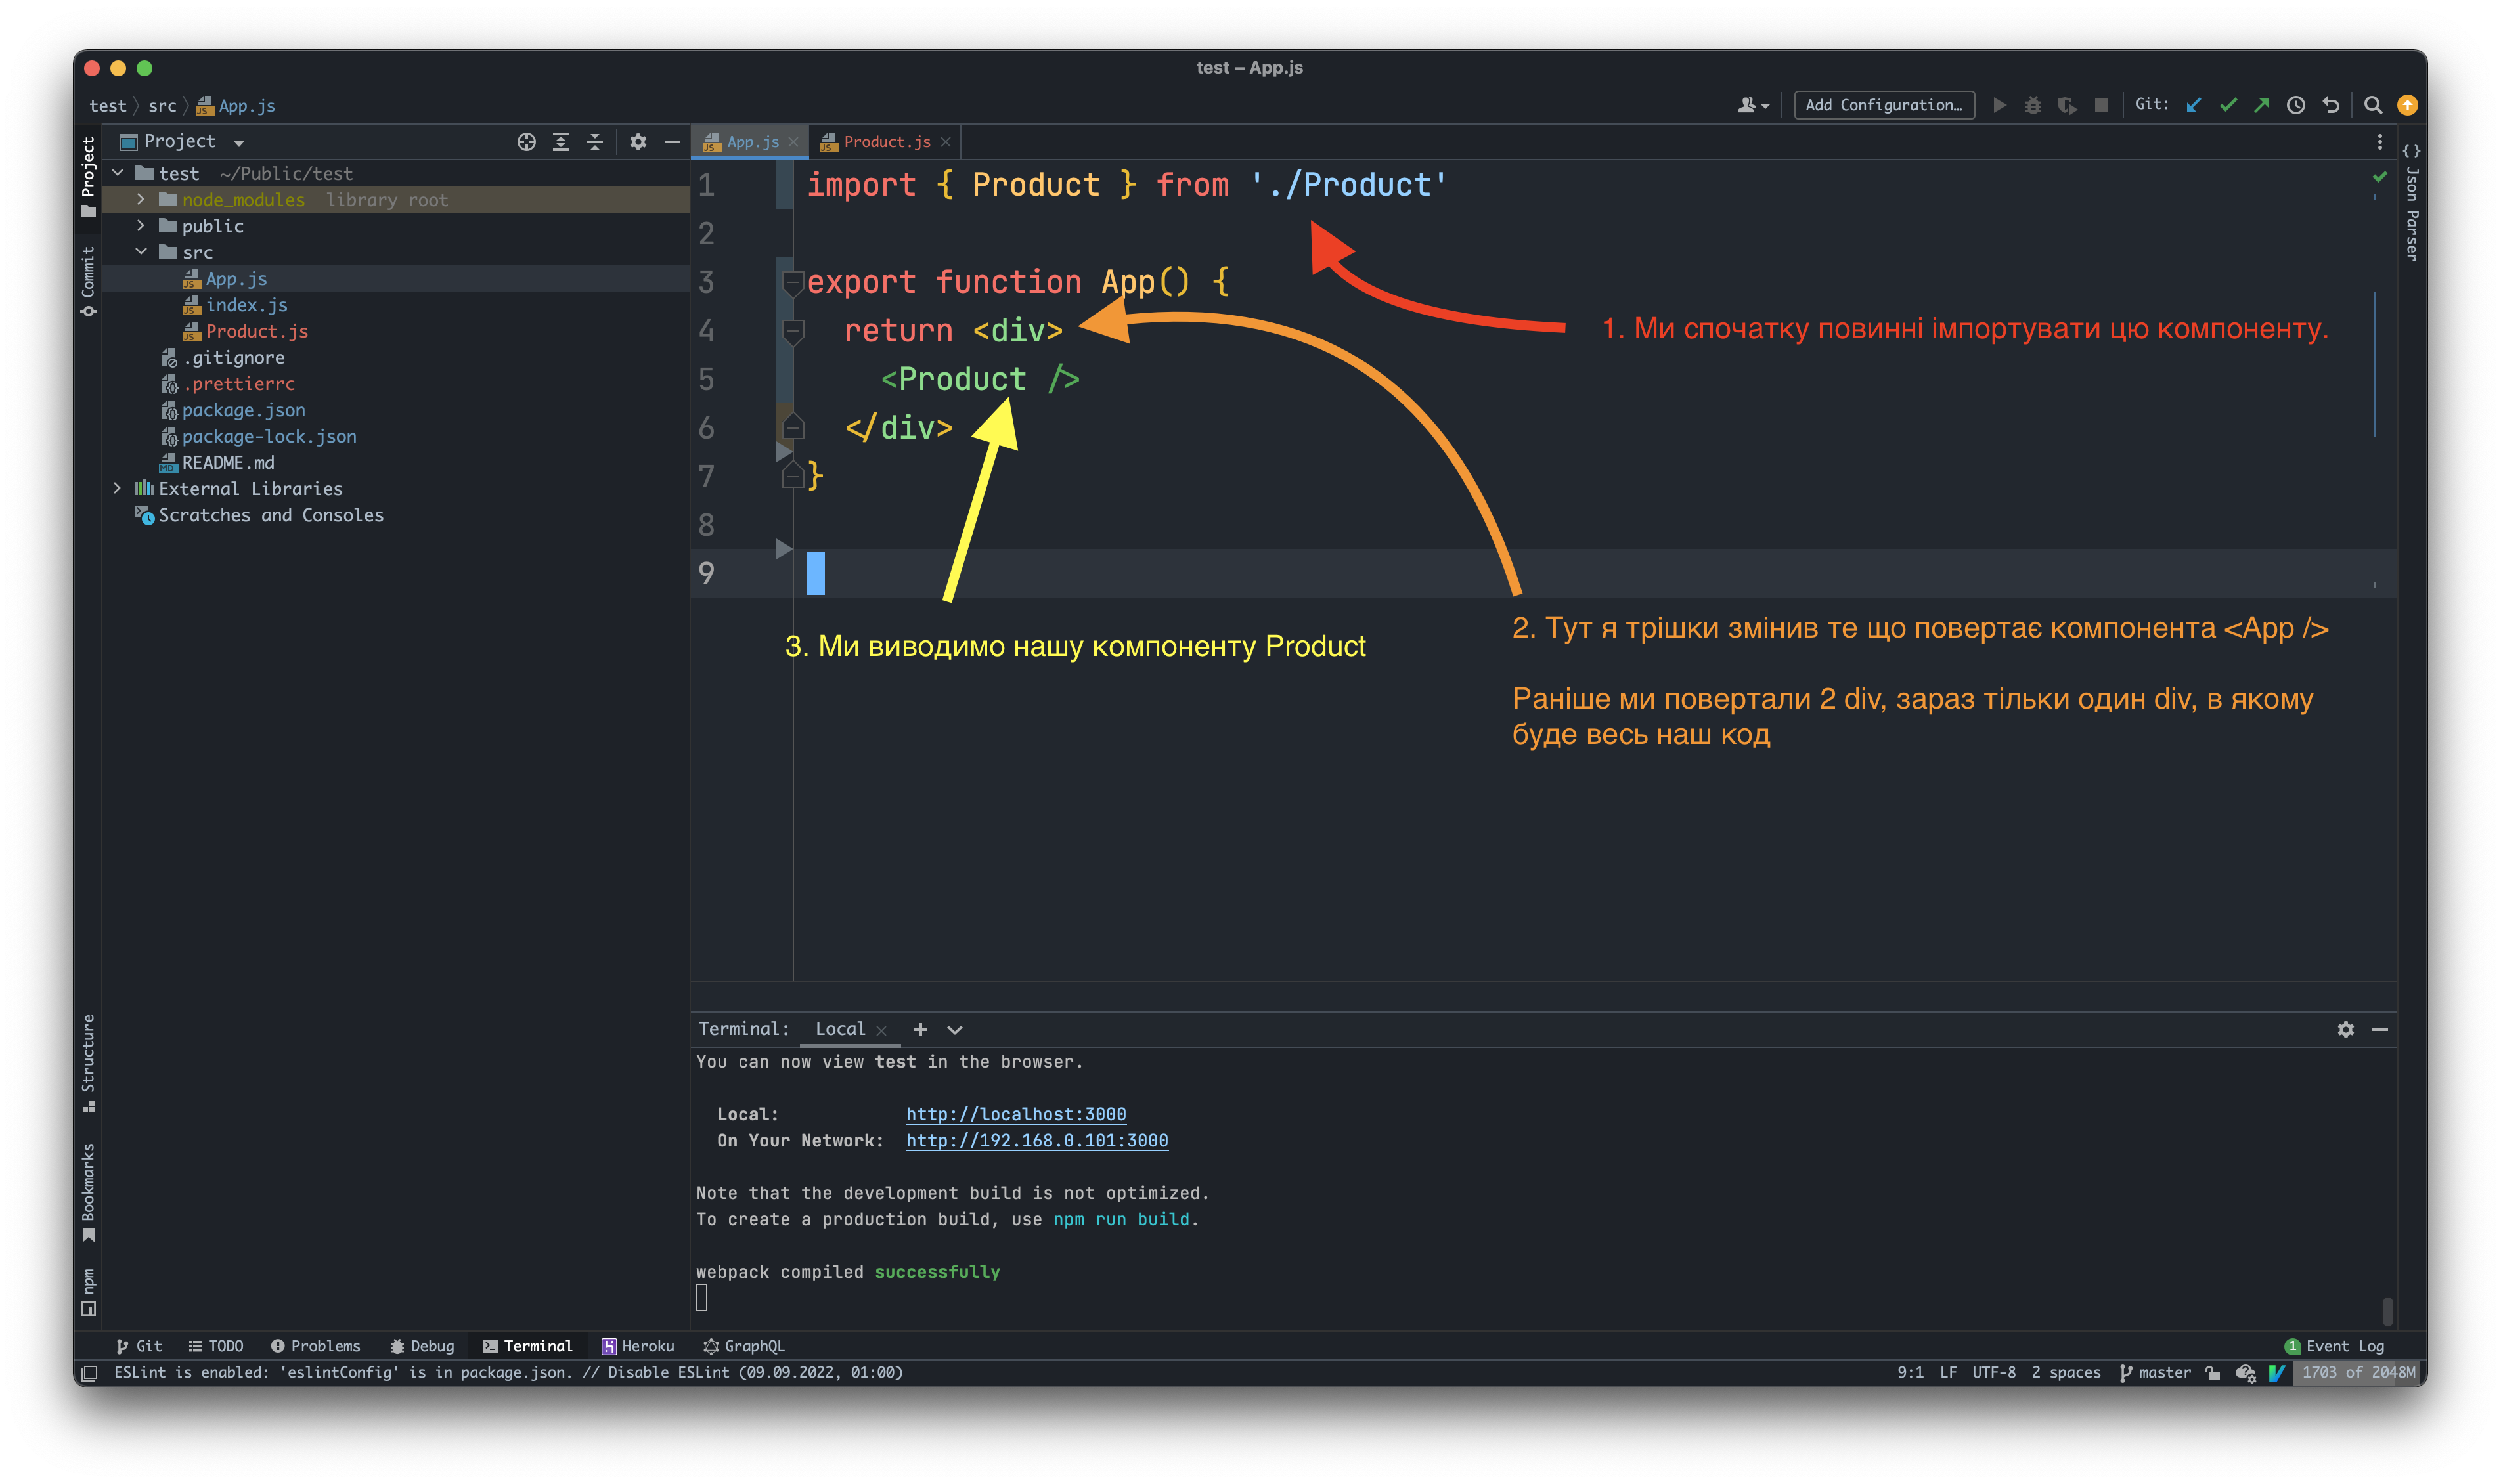 test – App.js
test 〉 src 〉 App.js
Add Configuration…
Git:
Project
App.js
Product.js
Project
Commit
Structure
Bookmarks
npm
test ~/Public/test
node_modules library root
public
src
App.js
index.js
Product.js
.gitignore
.prettierrc
package.json
package-lock.json
README.md
External Libraries
Scratches and Consoles
1 import { Product } from './Product'
2
3 export function App() {
4 return <div>
5 <Product />
6 </div>
7 }
8
9
1. Ми спочатку повинні імпортувати цю компоненту.
2. Тут я трішки змінив те що повертає компонента <App />
Раніше ми повертали 2 div, зараз тільки один div, в якому
буде весь наш код
3. Ми виводимо нашу компоненту Product
Json Parser
Terminal: Local
You can now view test in the browser.
Local: http://localhost:3000
On Your Network: http://192.168.0.101:3000
Note that the development build is not optimized.
To create a production build, use npm run build.
webpack compiled successfully
Git TODO Problems Debug Terminal Heroku GraphQL 1 Event Log
ESLint is enabled: 'eslintConfig' is in package.json. // Disable ESLint (09.09.2022, 01:00) 9:1 LF UTF-8 2 spaces master 1703 of 2048M